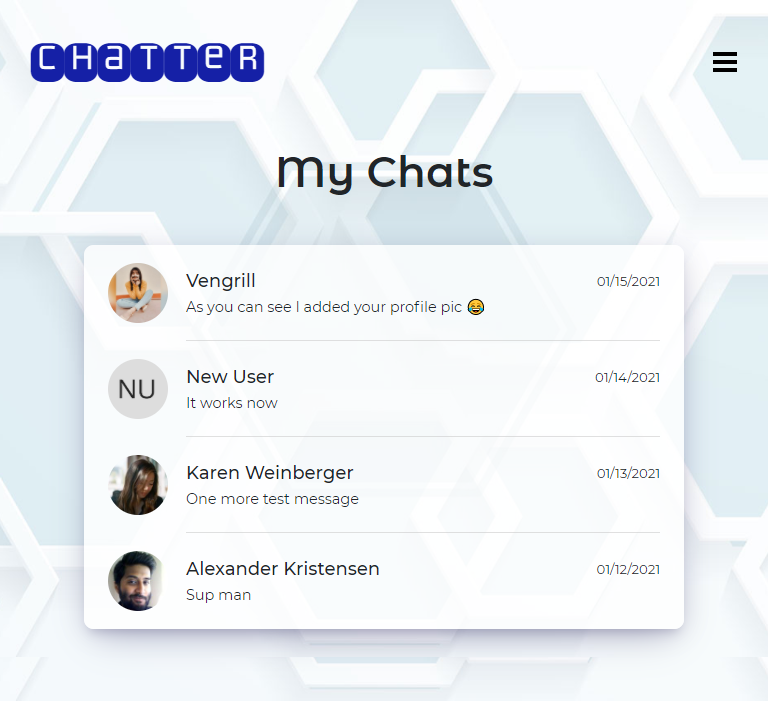 CHaTTeR
My Chats
Vengrill
01/15/2021
As you can see I added your profile pic 😂
NU
New User
01/14/2021
It works now
Karen Weinberger
01/13/2021
One more test message
Alexander Kristensen
01/12/2021
Sup man